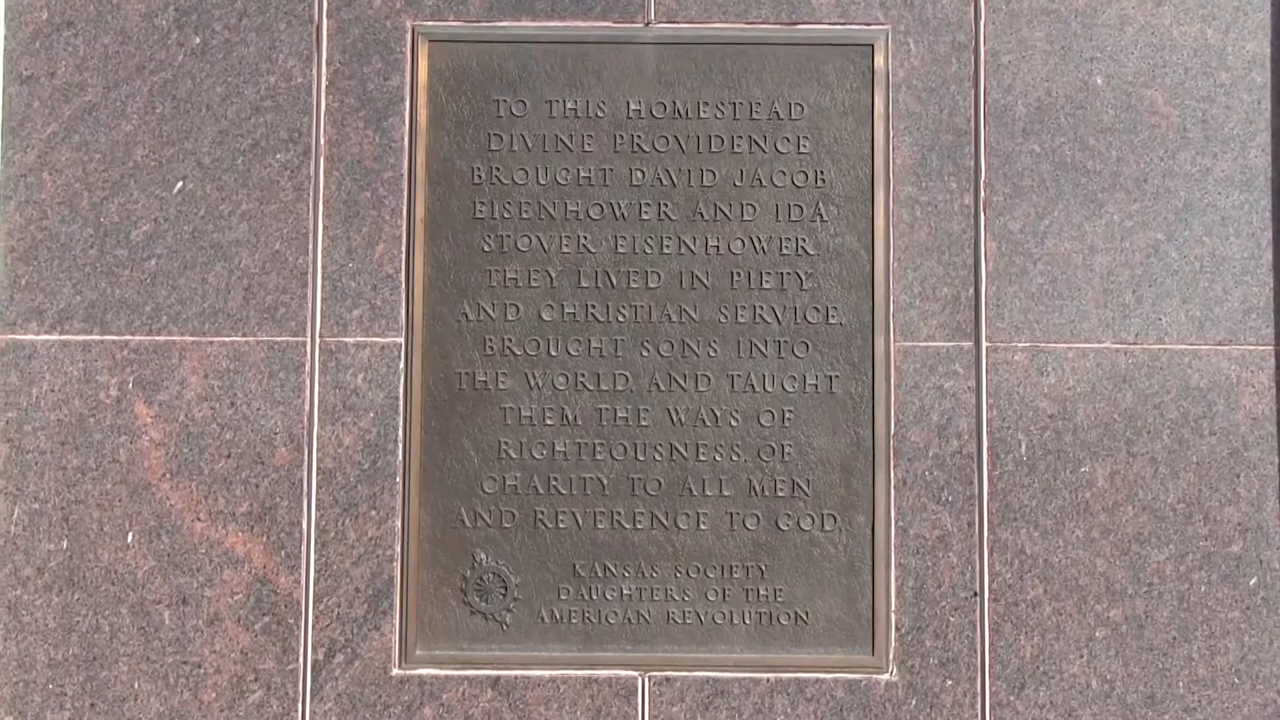 TO THIS HOMESTEAD
DIVINE PROVIDENCE
BROUGHT DAVID JACOB
EISENHOWER AND IDA
STOVER EISENHOWER.
THEY LIVED IN PIETY
AND CHRISTIAN SERVICE,
BROUGHT SONS INTO
THE WORLD, AND TAUGHT
THEM THE WAYS OF
RIGHTEOUSNESS, OF
CHARITY TO ALL MEN
AND REVERENCE TO GOD.
KANSAS SOCIETY
DAUGHTERS OF THE
AMERICAN REVOLUTION